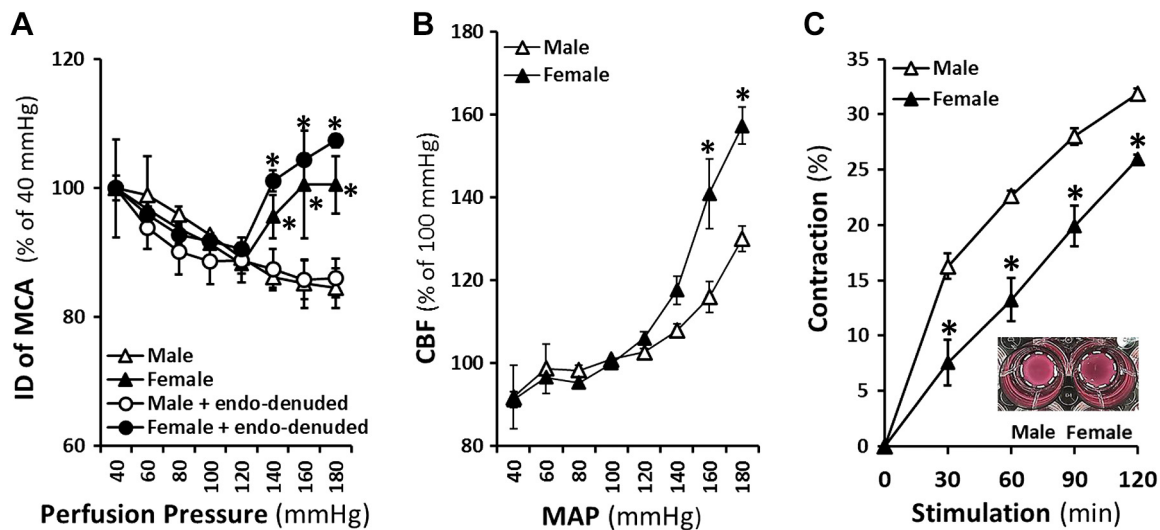 A
ID of MCA (% of 40 mmHg)
120
100
80
60
*
*
*
*
*
*
Male
Female
Male + endo-denuded
Female + endo-denuded
40
60
80
100
120
140
160
180
Perfusion Pressure (mmHg)
B
CBF (% of 100 mmHg)
180
160
140
120
100
80
Male
Female
*
*
40
60
80
100
120
140
160
180
MAP (mmHg)
C
Contraction (%)
35
30
25
20
15
10
5
0
Male
Female
*
*
*
*
Male Female
0 30 60 90 120
Stimulation (min)